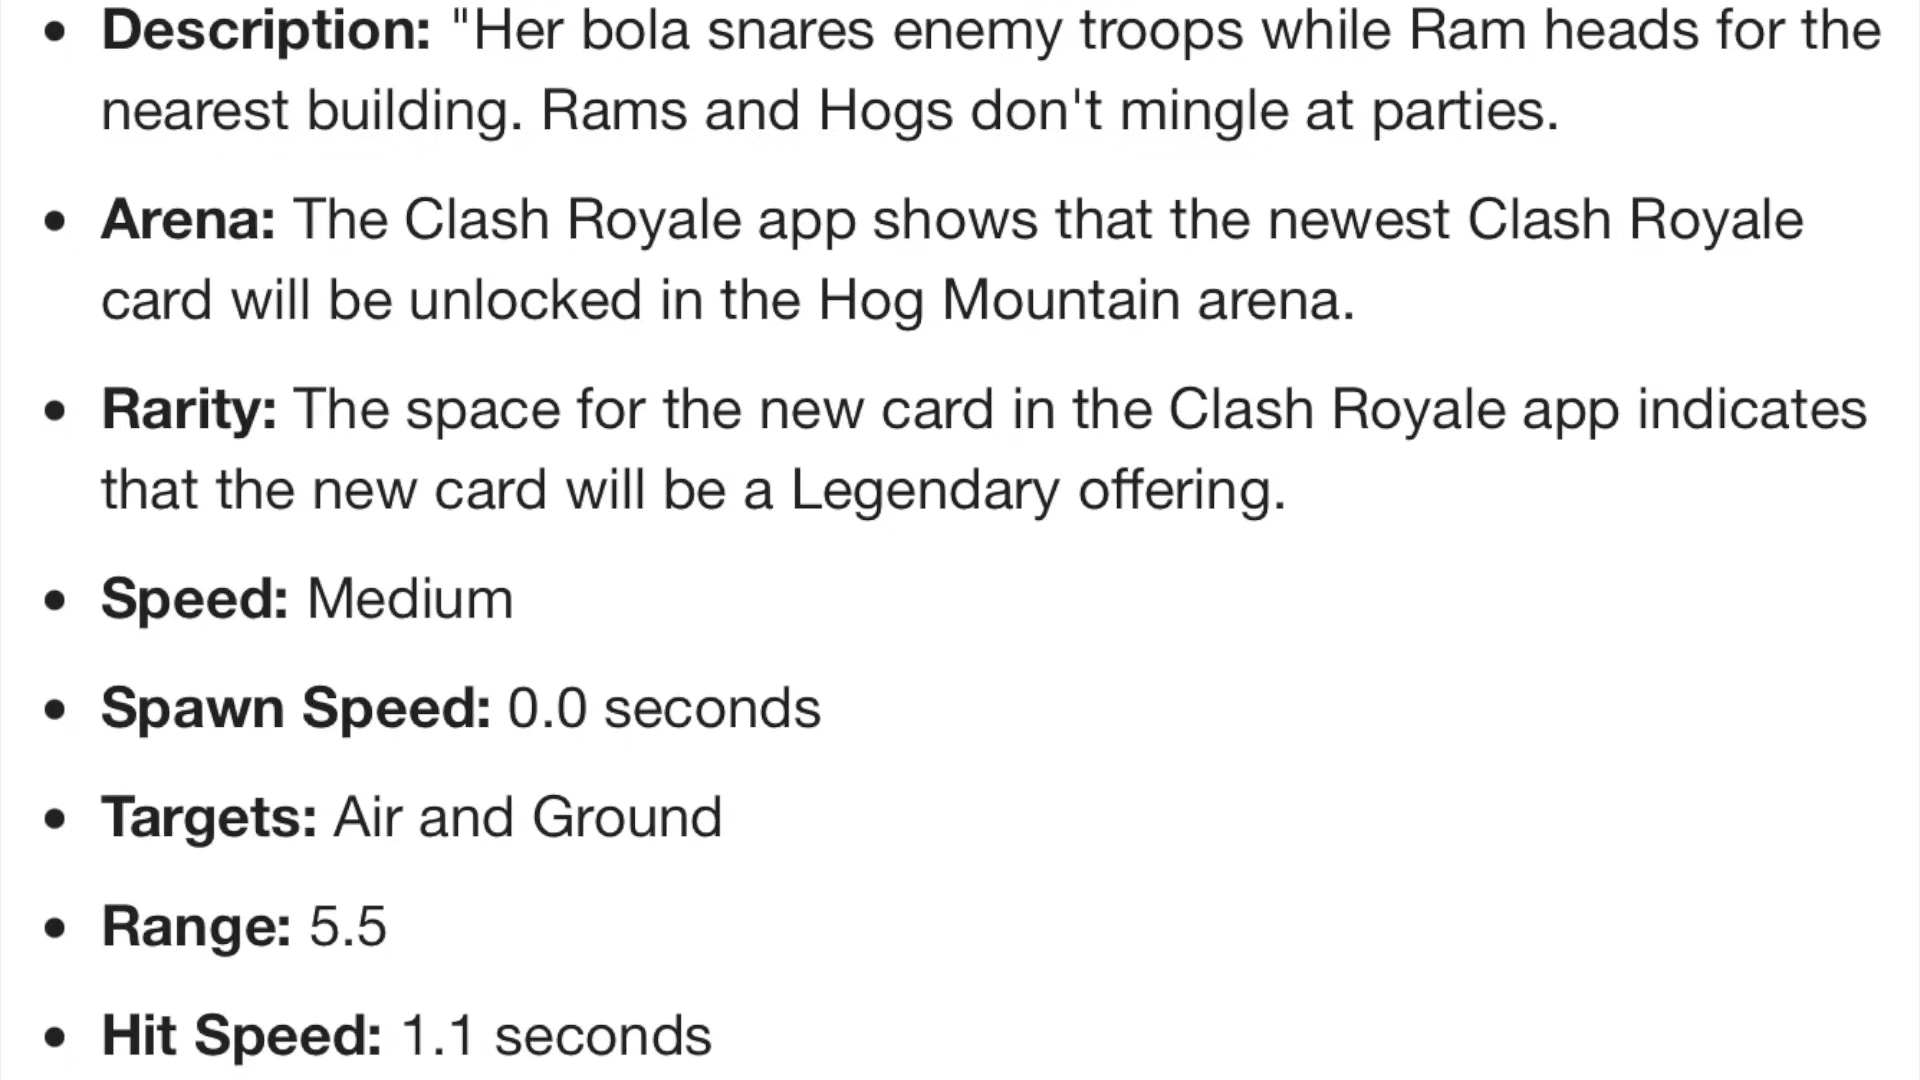 • Description: "Her bola snares enemy troops while Ram heads for the
nearest building. Rams and Hogs don't mingle at parties.
• Arena: The Clash Royale app shows that the newest Clash Royale
card will be unlocked in the Hog Mountain arena.
• Rarity: The space for the new card in the Clash Royale app indicates
that the new card will be a Legendary offering.
• Speed: Medium
• Spawn Speed: 0.0 seconds
• Targets: Air and Ground
• Range: 5.5
• Hit Speed: 1.1 seconds